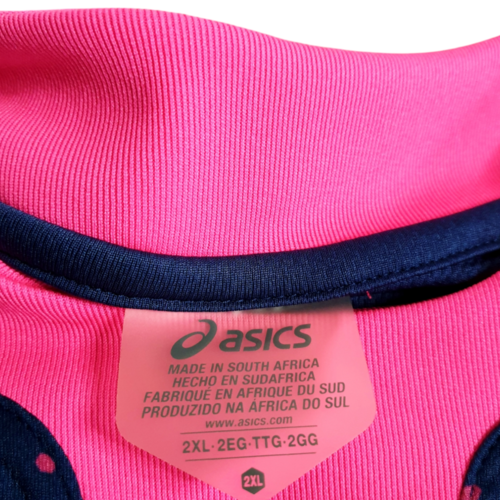 asics
MADE IN SOUTH AFRICA
HECHO EN SUDAFRICA
FABRIQUÉ EN AFRIQUE DU SUD
PRODUZIDO NA ÁFRICA DO SUL
www.asics.com
2XL·2EG·TTG·2GG
2XL